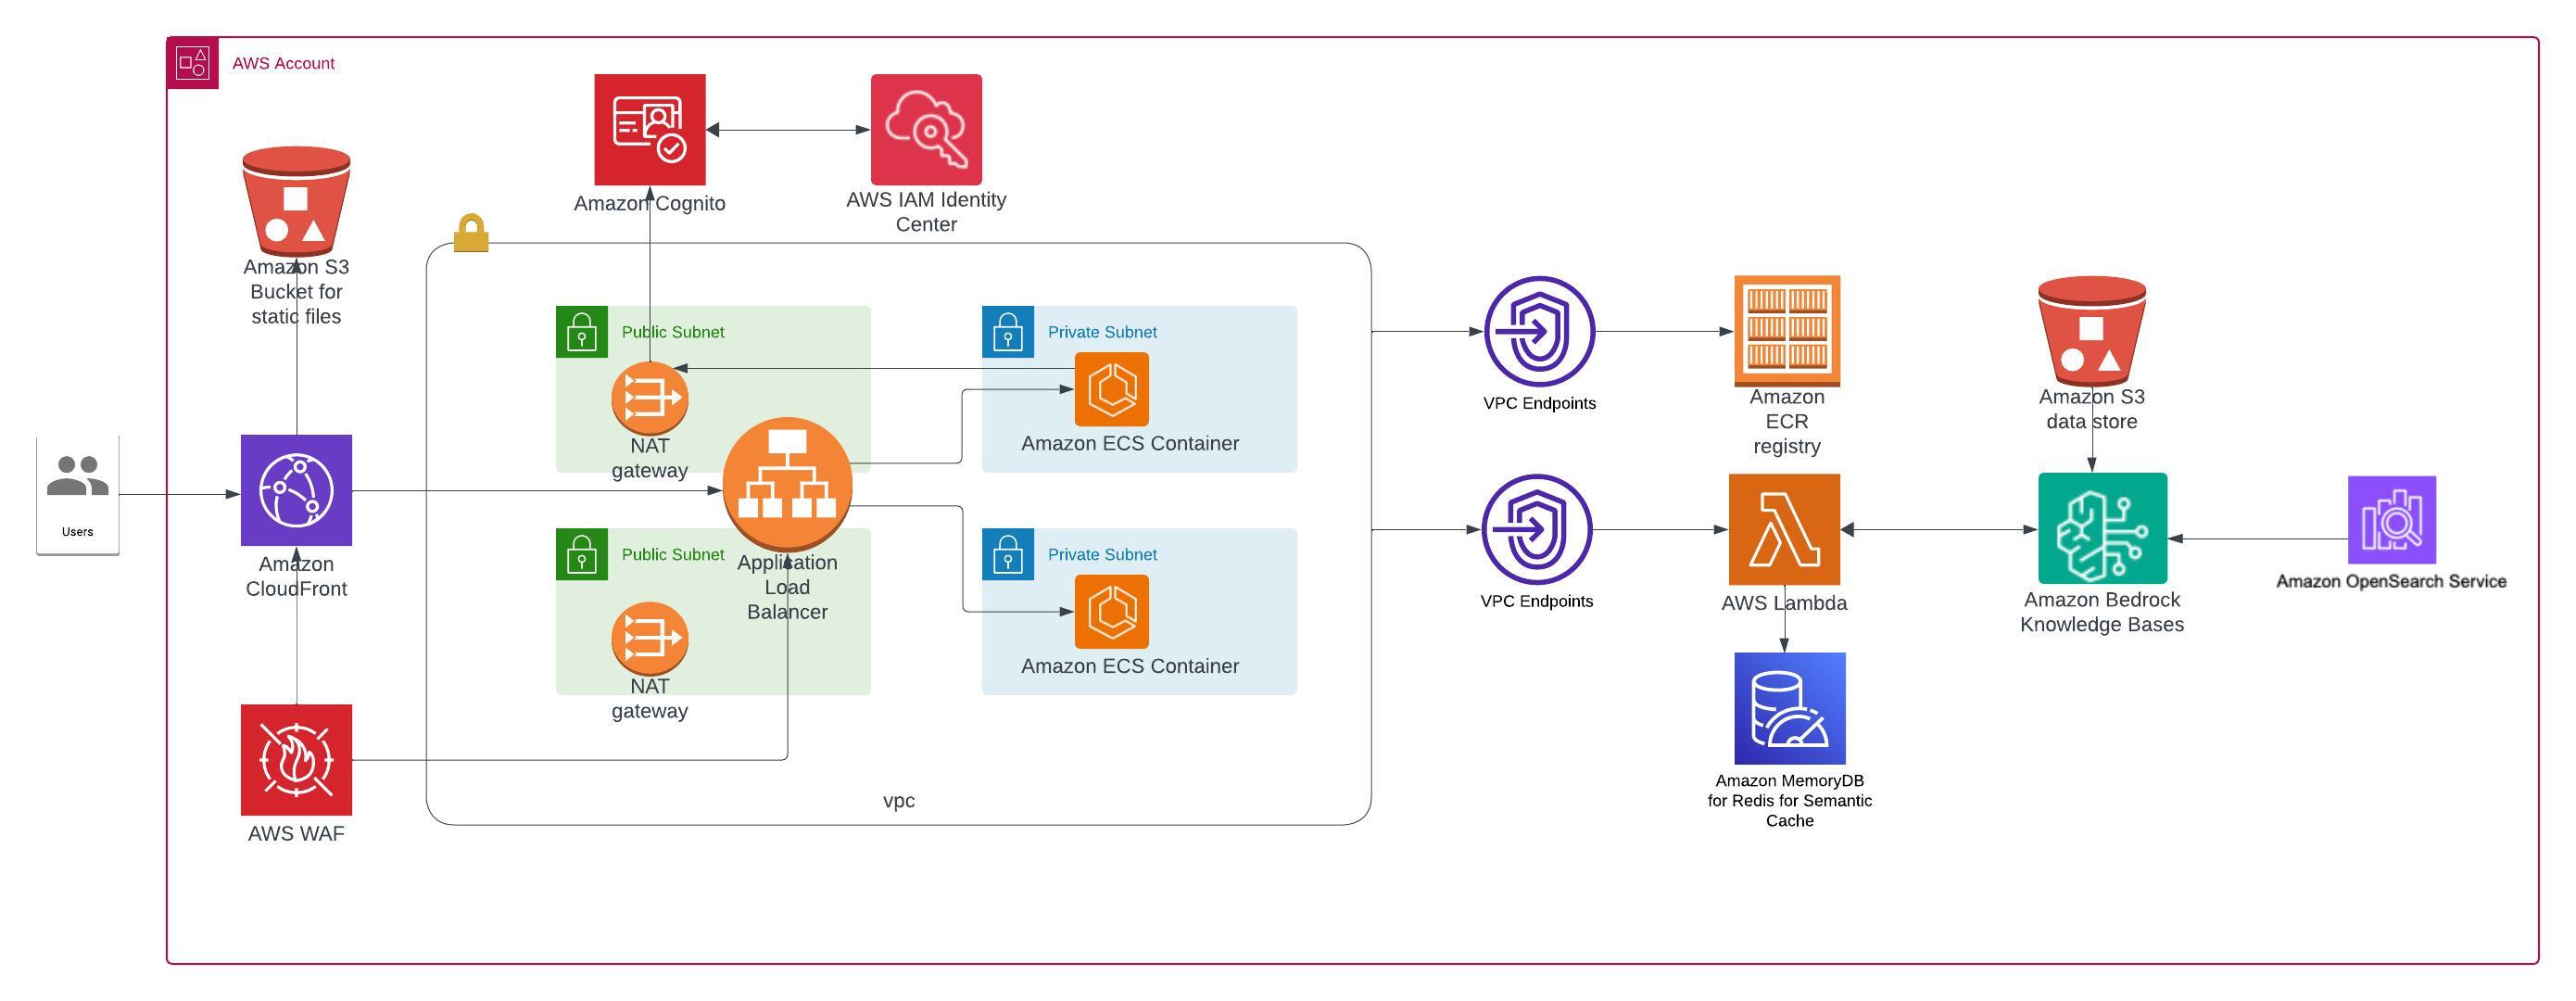 AWS Account
Amazon Cognito
AWS IAM Identity
Center
Amazon S3
Bucket for
static files
Public Subnet
Private Subnet
NAT
gateway
Amazon ECS Container
VPC Endpoints
Amazon
ECR
registry
Amazon S3
data store
Users
Amazon
CloudFront
Public Subnet
Application
Load
Balancer
Private Subnet
Amazon ECS Container
NAT
gateway
VPC Endpoints
AWS Lambda
Amazon Bedrock
Knowledge Bases
Amazon OpenSearch Service
AWS WAF
vpc
Amazon MemoryDB
for Redis for Semantic
Cache